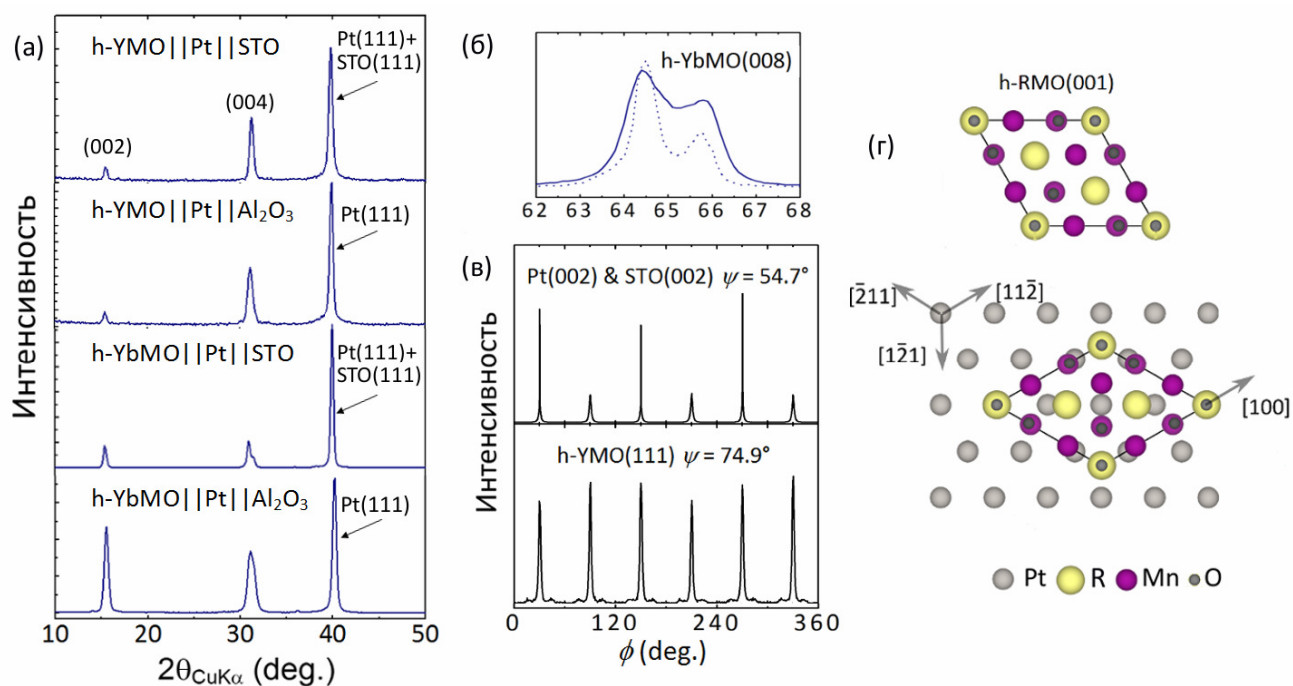 (а)
h-YMO||Pt||STO
Pt(111)+
STO(111)
(004)
(002)
h-YMO||Pt||Al₂O₃
Pt(111)
h-YbMO||Pt||STO
Pt(111)+
STO(111)
h-YbMO||Pt||Al₂O₃
Pt(111)
Интенсивность
10 20 30 40 50
2θCuKα (deg.)
(б)
h-YbMO(008)
62 63 64 65 66 67 68
(в)
Pt(002) & STO(002) ψ = 54.7°
h-YMO(111) ψ = 74.9°
Интенсивность
0 120 240 360
ϕ (deg.)
(г)
h-RMO(001)
[2̄11]
[112̄]
[12̄1]
[100]
Pt R Mn O